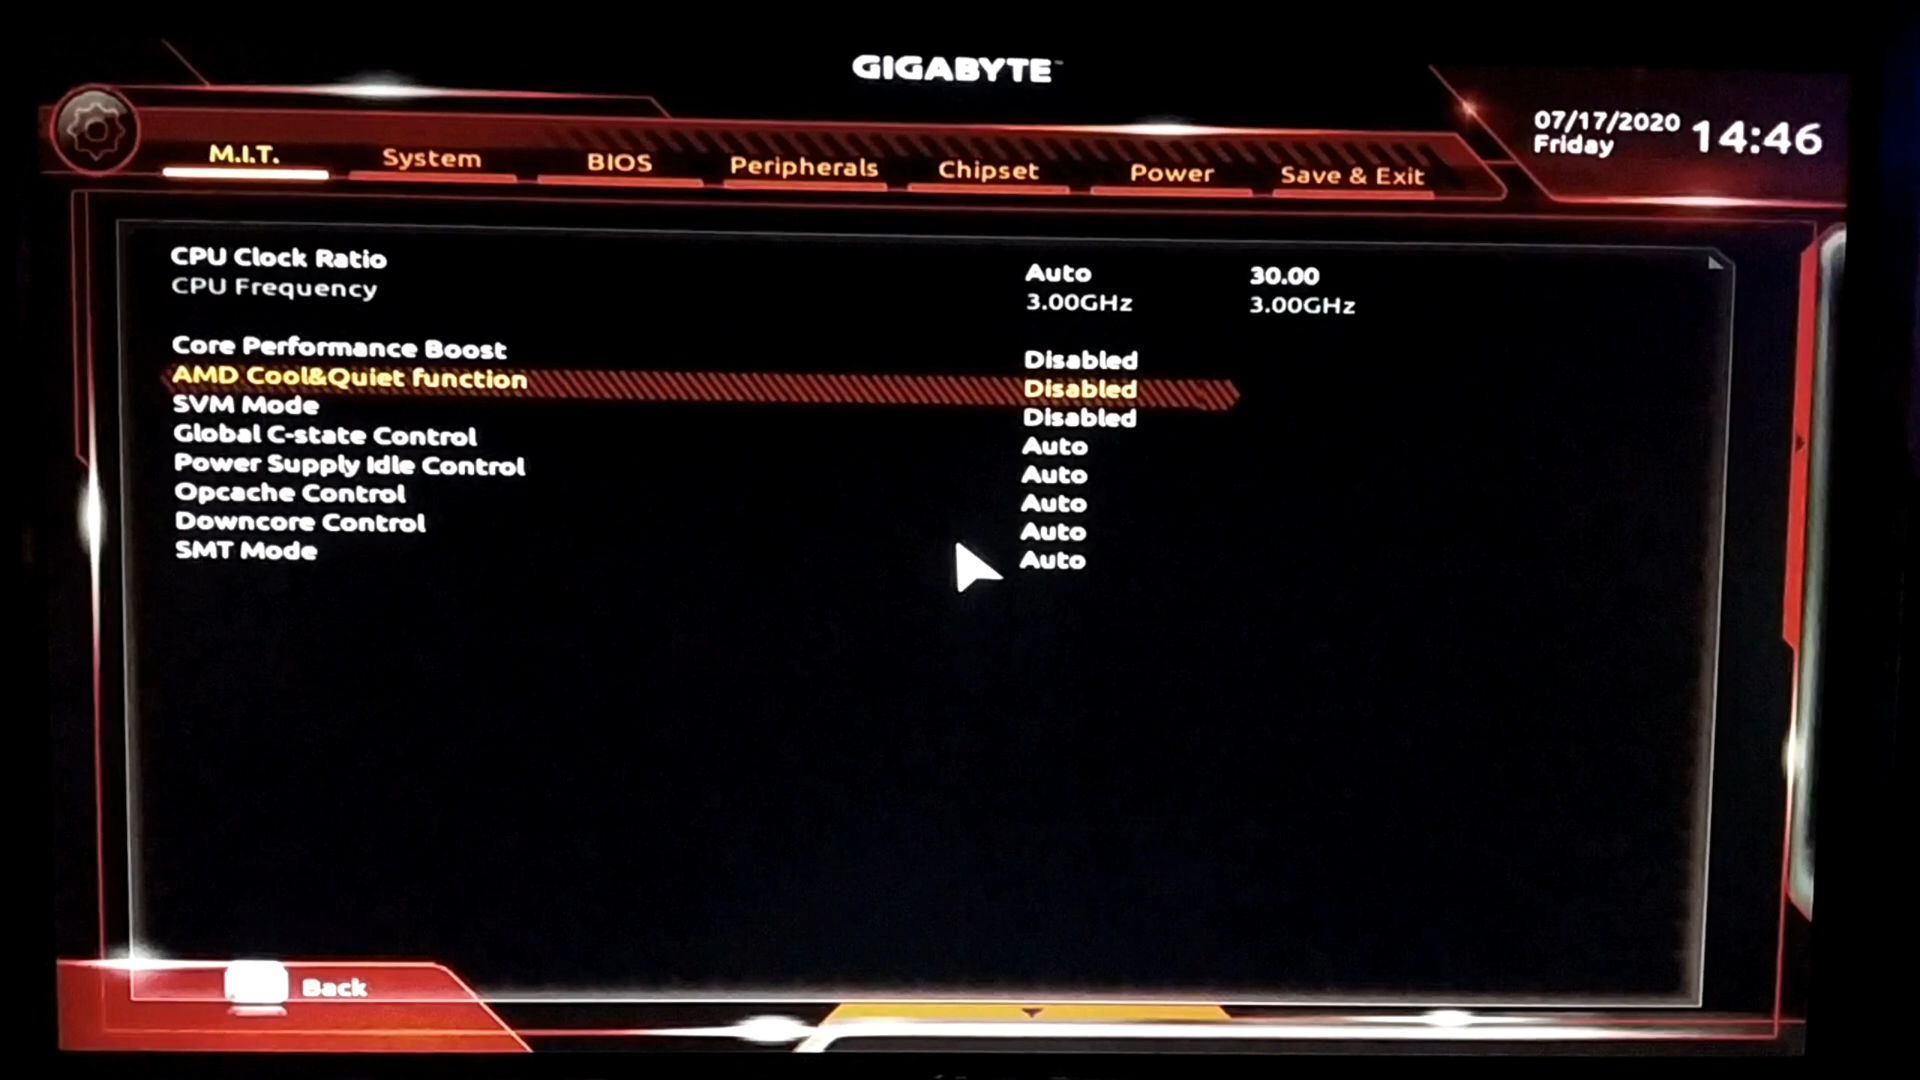 GIGABYTE™
07/17/2020
Friday
14:46
M.I.T. System BIOS Peripherals Chipset Power Save & Exit
CPU Clock Ratio Auto 30.00
CPU Frequency 3.00GHz 3.00GHz
Core Performance Boost Disabled
AMD Cool&Quiet function Disabled
SVM Mode Disabled
Global C-state Control Auto
Power Supply Idle Control Auto
Opcache Control Auto
Downcore Control Auto
SMT Mode Auto
Back